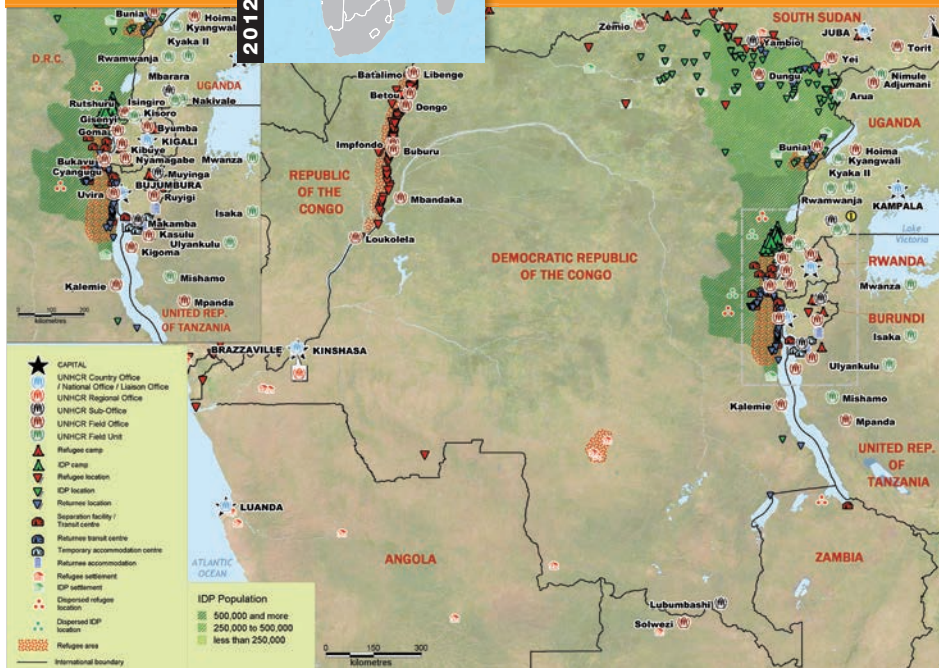 2012
Bunia
Hoima
Kyangwali
Kyaka II
D.R.C.
Rwamwanja
Mbarara
UGANDA
Rutshuru
Isingiro
Nakivale
Gisenyi
Kisoro
Goma
Byumba
KIGALI
Kibuye
Bukavu
Nyamagabe
Mwanza
Cyangugu
Muyinga
BUJUMBURA
Uvira
Ruyigi
Isaka
Makamba
Kasulu
Ulyankulu
Kigoma
Mishamo
Kalemie
Mpanda
UNITED REP.
OF TANZANIA
0 100 200
kilometres
Zémio
SOUTH SUDAN
JUBA
Torit
Yambio
Yei
Batalimo
Libenge
Dungu
Nimule
Adjumani
Betou
Dongo
Arua
UGANDA
Impfondo
Buburu
Bunia
Hoima
Kyangwali
Kyaka II
REPUBLIC
OF THE
CONGO
Mbandaka
Rwamwanja
KAMPALA
Lake
Victoria
Loukolela
DEMOCRATIC REPUBLIC
OF THE CONGO
RWANDA
Mwanza
BURUNDI
Isaka
BRAZZAVILLE
KINSHASA
Ulyankulu
Kalemie
Mishamo
Mpanda
UNITED REP.
OF
TANZANIA
LUANDA
ATLANTIC
OCEAN
ANGOLA
ZAMBIA
Lubumbashi
Solwezi
CAPITAL
UNHCR Country Office
/ National Office / Liaison Office
UNHCR Regional Office
UNHCR Sub-Office
UNHCR Field Office
UNHCR Field Unit
Refugee camp
IDP camp
Refugee location
IDP location
Returnee location
Separation facility /
Transit centre
Returnee transit centre
Temporary accommodation centre
Returnee accommodation
Refugee settlement
IDP settlement
Dispersed refugee
location
Dispersed IDP
location
Refugee area
International boundary
IDP Population
500,000 and more
250,000 to 500,000
less than 250,000
0 150 300
kilometres